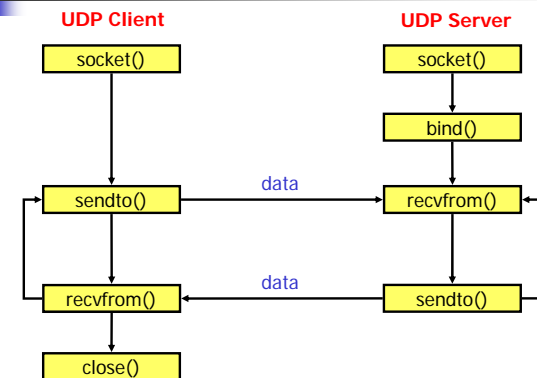 UDP Client
UDP Server
socket()
socket()
bind()
data
sendto()
recvfrom()
data
recvfrom()
sendto()
close()